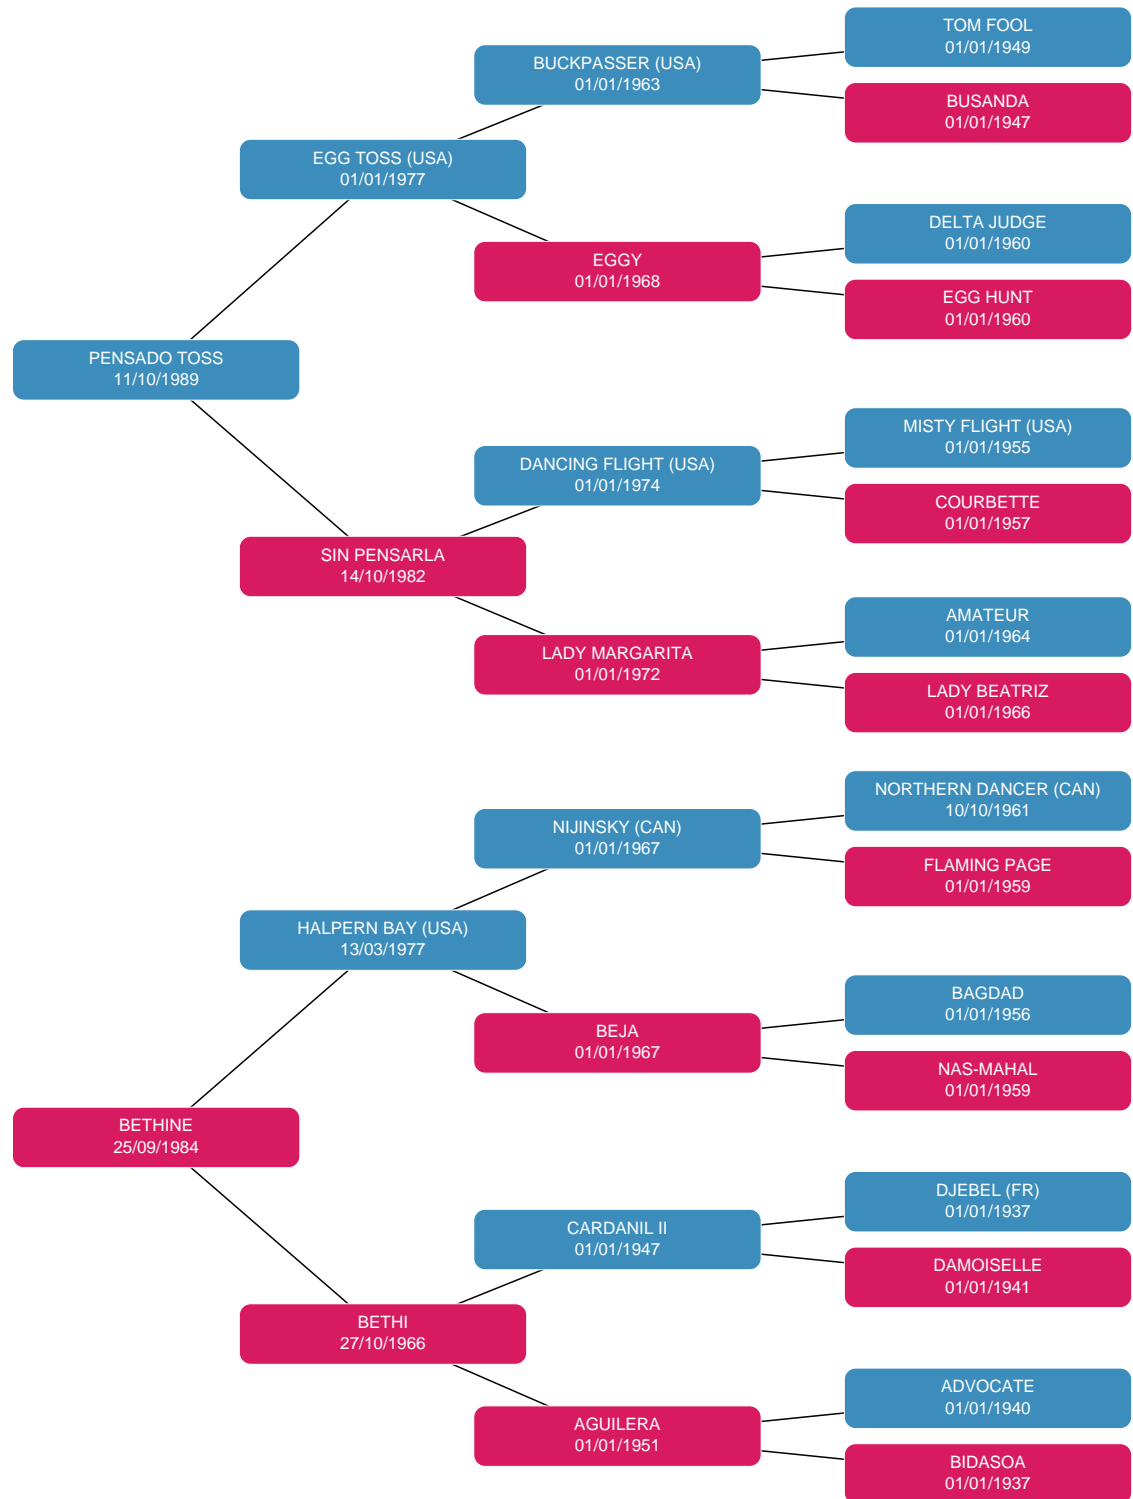 TOM FOOL
01/01/1949
BUCKPASSER (USA)
01/01/1963
BUSANDA
01/01/1947
EGG TOSS (USA)
01/01/1977
DELTA JUDGE
01/01/1960
EGGY
01/01/1968
EGG HUNT
01/01/1960
PENSADO TOSS
11/10/1989
MISTY FLIGHT (USA)
01/01/1955
DANCING FLIGHT (USA)
01/01/1974
COURBETTE
01/01/1957
SIN PENSARLA
14/10/1982
AMATEUR
01/01/1964
LADY MARGARITA
01/01/1972
LADY BEATRIZ
01/01/1966
NORTHERN DANCER (CAN)
10/10/1961
NIJINSKY (CAN)
01/01/1967
FLAMING PAGE
01/01/1959
HALPERN BAY (USA)
13/03/1977
BAGDAD
01/01/1956
BEJA
01/01/1967
NAS-MAHAL
01/01/1959
BETHINE
25/09/1984
DJEBEL (FR)
01/01/1937
CARDANIL II
01/01/1947
DAMOISELLE
01/01/1941
BETHI
27/10/1966
ADVOCATE
01/01/1940
AGUILERA
01/01/1951
BIDASOA
01/01/1937